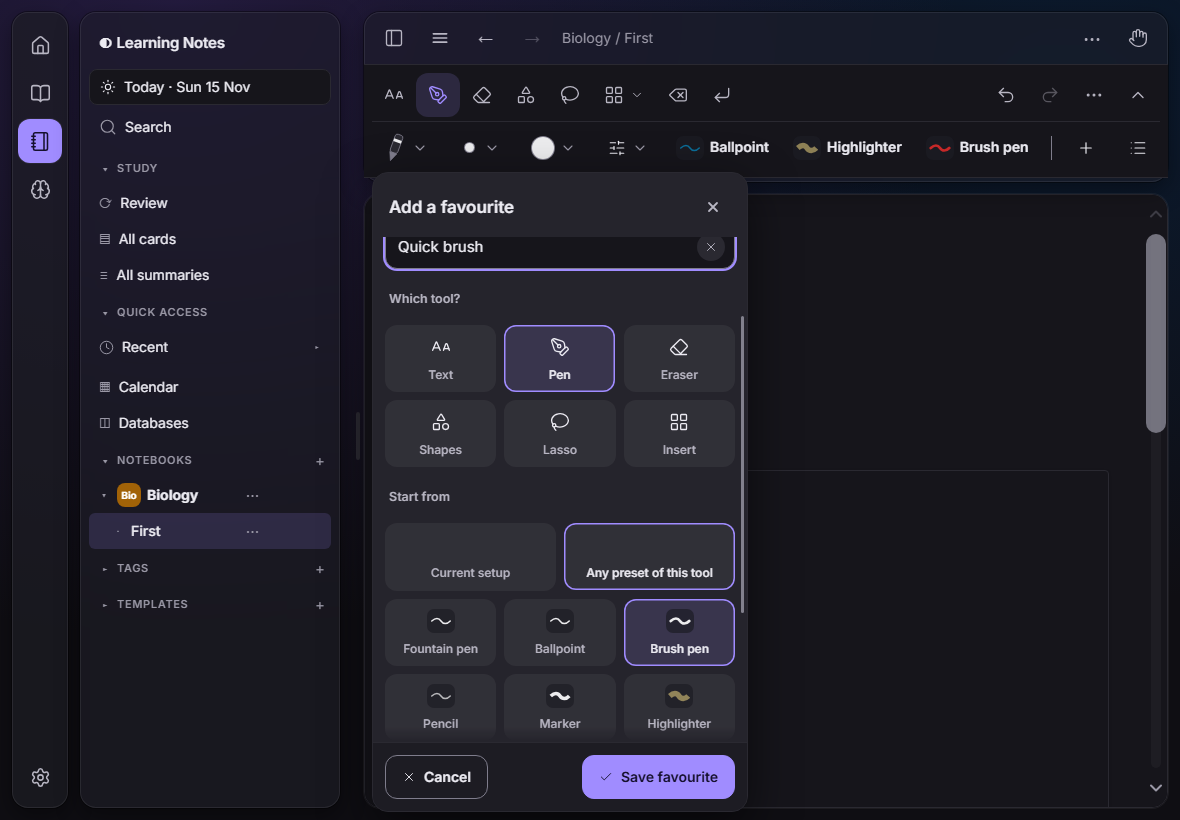 Learning Notes
Today · Sun 15 Nov
Search
STUDY
Review
All cards
All summaries
QUICK ACCESS
Recent
Calendar
Databases
NOTEBOOKS
Bio Biology
First
TAGS
TEMPLATES
Biology / First
AA
Ballpoint
Highlighter
Brush pen
Add a favourite
Quick brush
Which tool?
AA
Text
Pen
Eraser
Shapes
Lasso
Insert
Start from
Current setup
Any preset of this tool
Fountain pen
Ballpoint
Brush pen
Pencil
Marker
Highlighter
Cancel
Save favourite